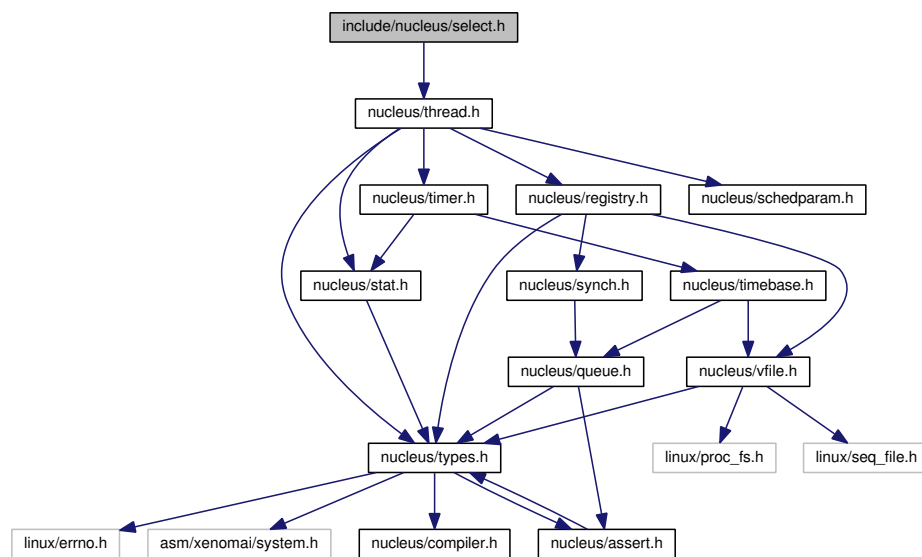 include/nucleus/select.h
nucleus/thread.h
nucleus/timer.h
nucleus/registry.h
nucleus/schedparam.h
nucleus/stat.h
nucleus/synch.h
nucleus/timebase.h
nucleus/queue.h
nucleus/vfile.h
nucleus/types.h
linux/proc_fs.h
linux/seq_file.h
linux/errno.h
asm/xenomai/system.h
nucleus/compiler.h
nucleus/assert.h